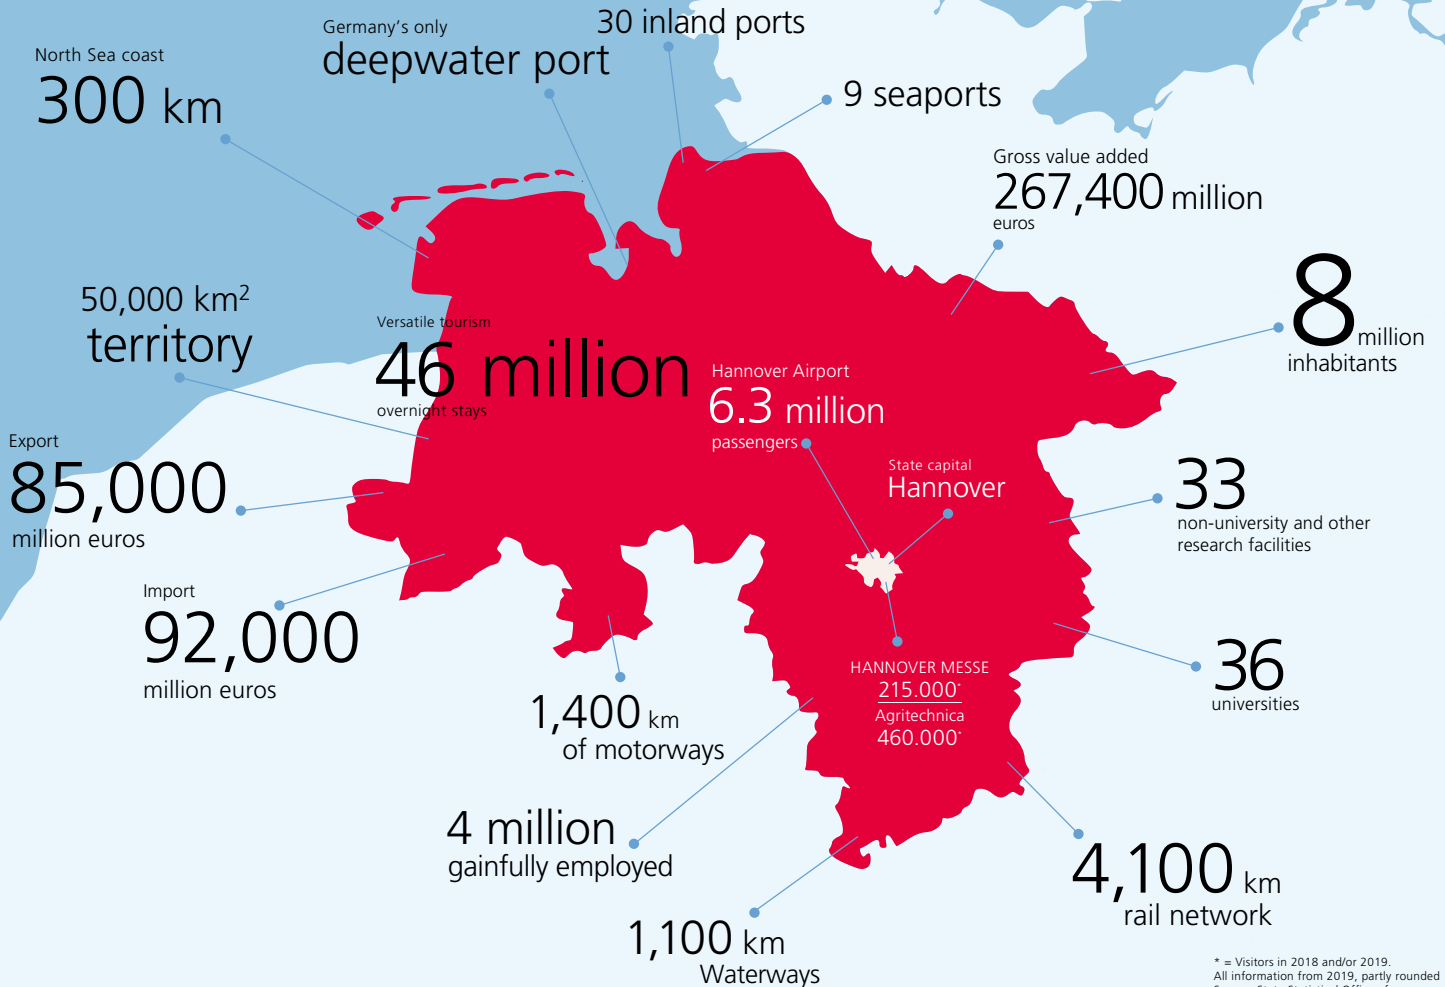 North Sea coast
300 km
Germany's only
deepwater port
30 inland ports
9 seaports
Gross value added
267,400 million
euros
8
million
inhabitants
50,000 km²
territory
Versatile tourism
46 million
overnight stays
Hannover Airport
6.3 million
passengers
State capital
Hannover
Export
85,000
million euros
33
non-university and other
research facilities
Import
92,000
million euros
36
universities
HANNOVER MESSE
215.000*
Agritechnica
460.000*
1,400 km
of motorways
4 million
gainfully employed
4,100 km
rail network
1,100 km
Waterways
* = Visitors in 2018 and/or 2019.
All information from 2019, partly rounded